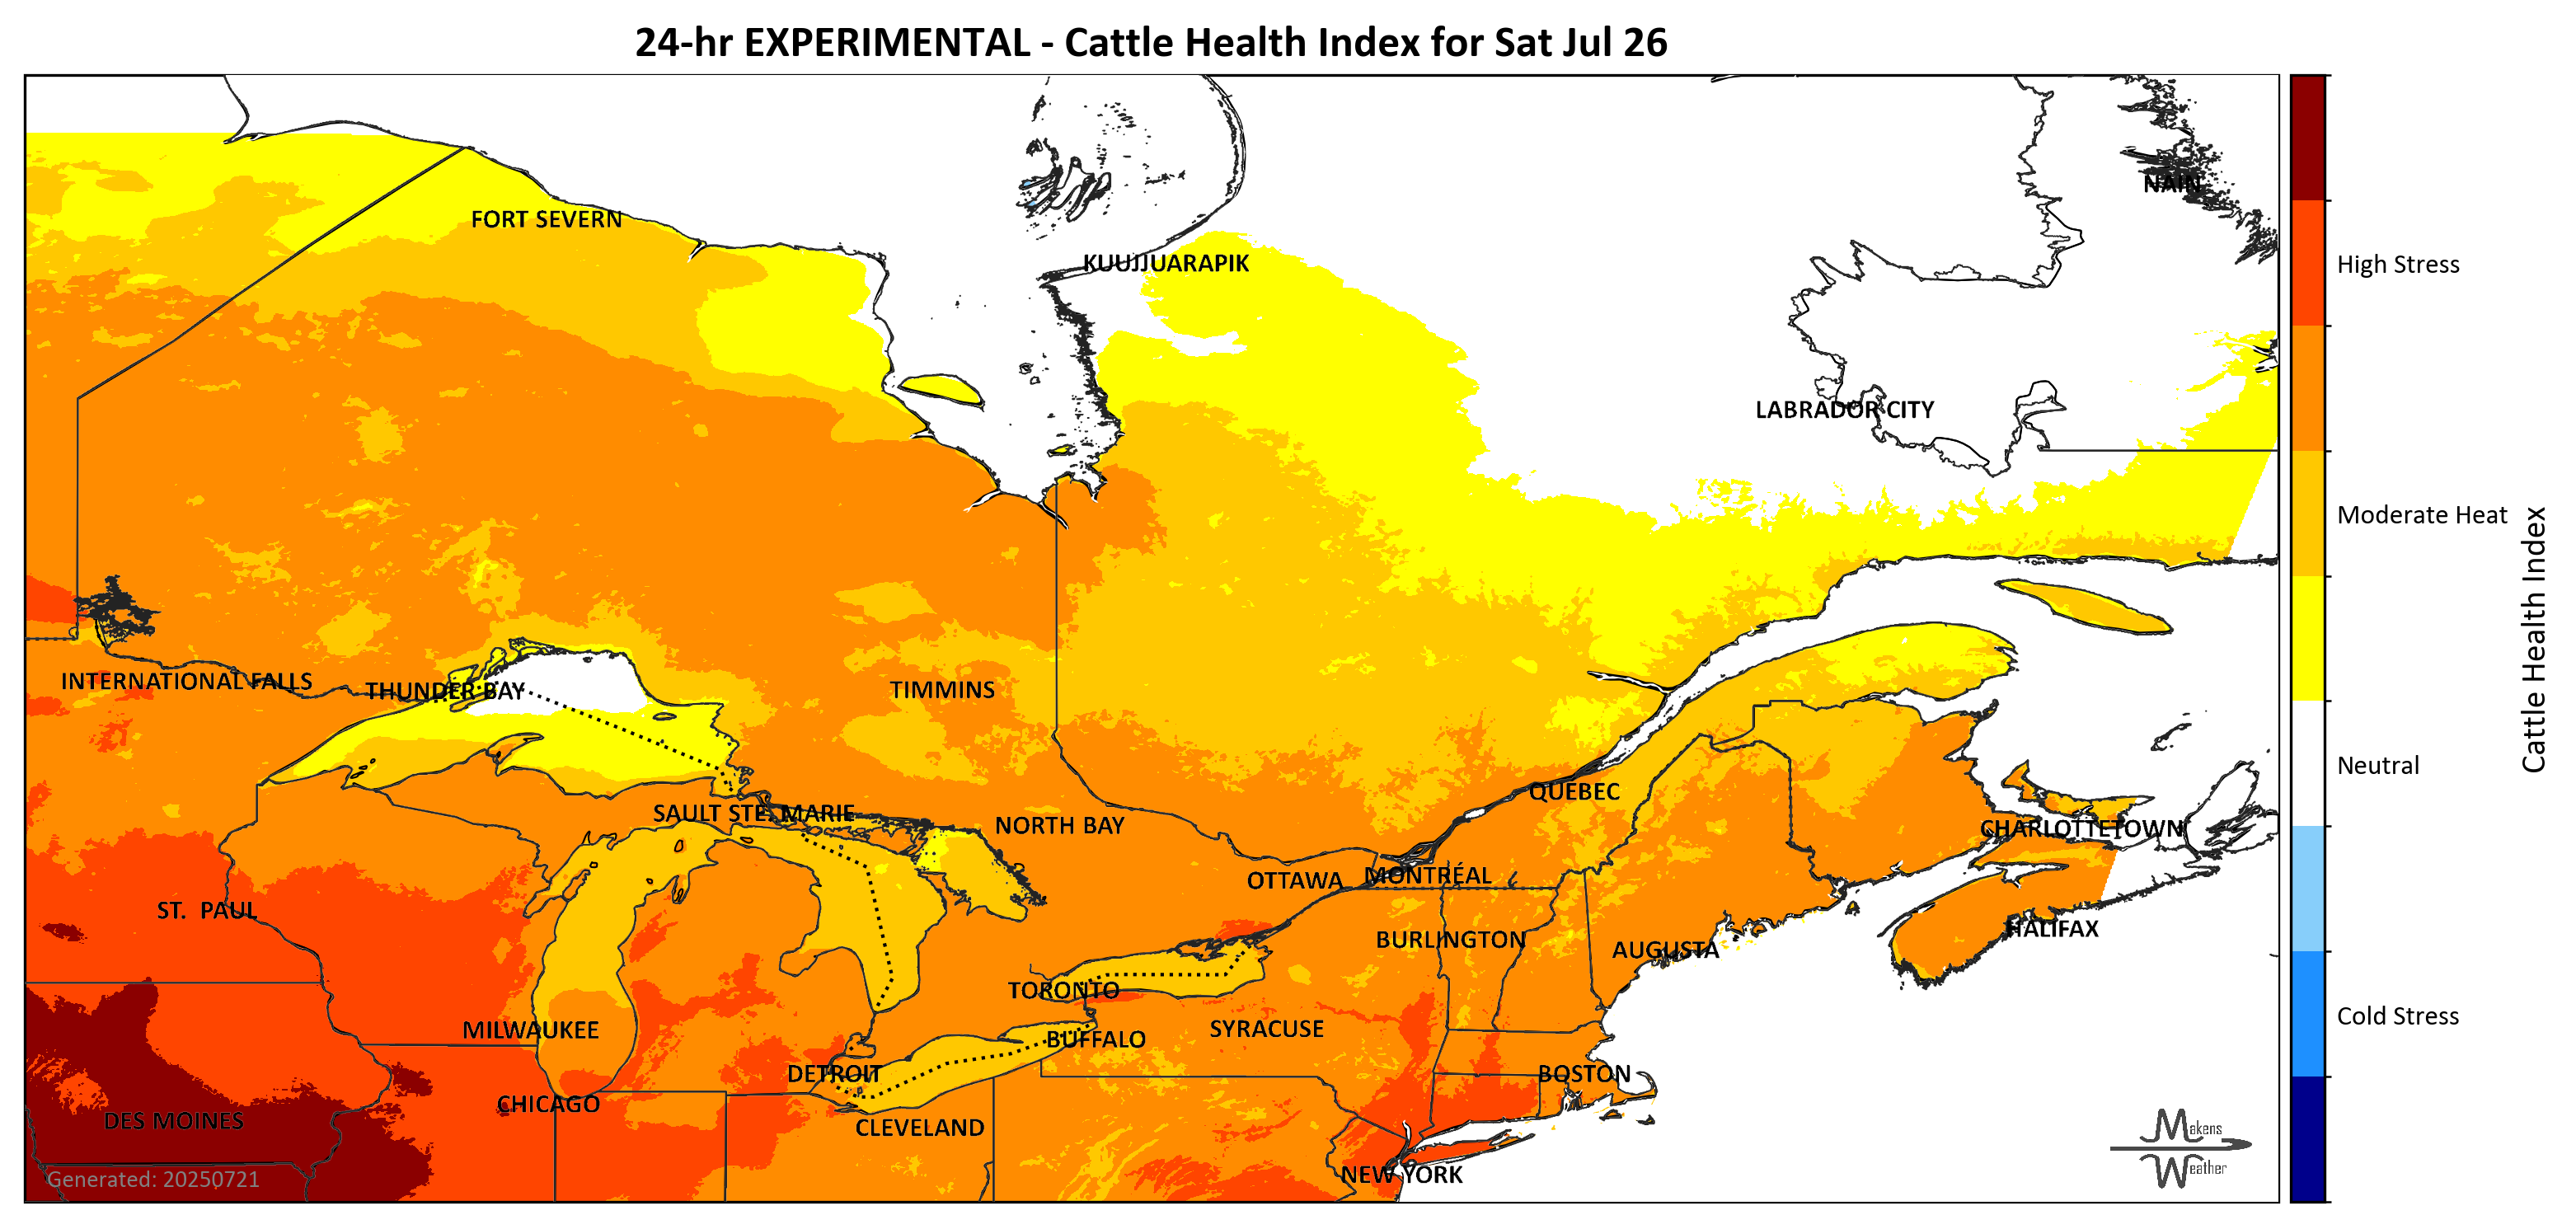 24-hr EXPERIMENTAL - Cattle Health Index for Sat Jul 26
NAIN
FORT SEVERN
KUUJJUARAPIK
High Stress
LABRADOR CITY
Moderate Heat
Cattle Health Index
INTERNATIONAL FALLS
THUNDER BAY
TIMMINS
Neutral
QUEBEC
SAULT STE. MARIE
NORTH BAY
CHARLOTTETOWN
OTTAWA
MONTRÉAL
ST. PAUL
HALIFAX
BURLINGTON
AUGUSTA
TORONTO
Cold Stress
MILWAUKEE
SYRACUSE
BUFFALO
DETROIT
BOSTON
CHICAGO
DES MOINES
CLEVELAND
Makens
Weather
NEW YORK
Generated: 20250721